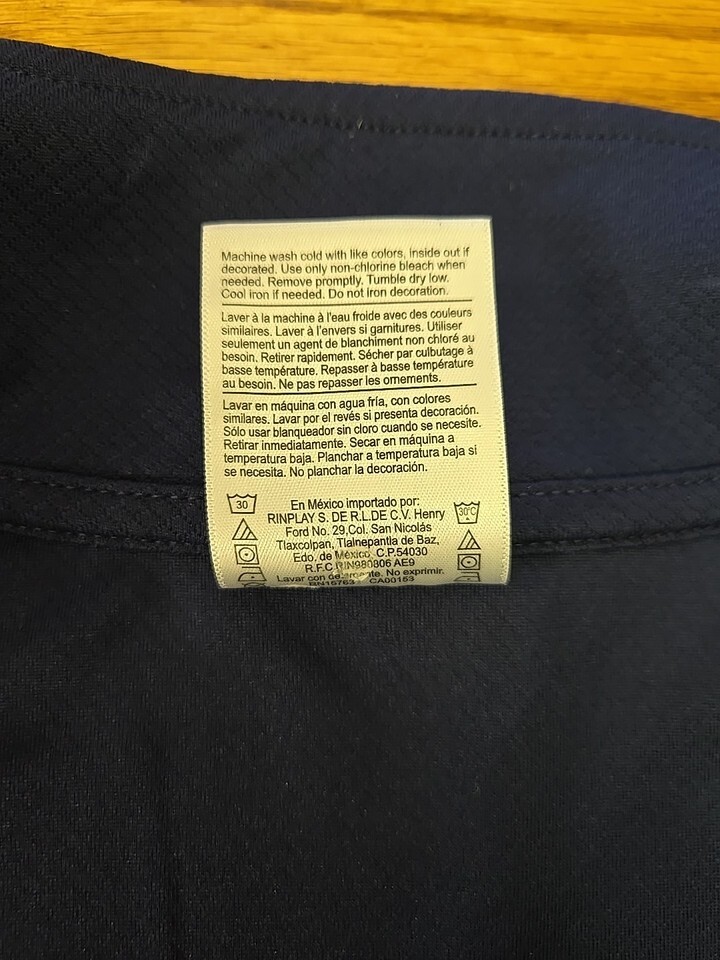 Machine wash cold with like colors, inside out if
decorated. Use only non-chlorine bleach when
needed. Remove promptly. Tumble dry low.
Cool iron if needed. Do not iron decoration.
Laver à la machine à l'eau froide avec des couleurs
similaires. Laver à l'envers si garnitures. Utiliser
seulement un agent de blanchiment non chloré au
besoin. Retirer rapidement. Sécher par culbutage à
basse température. Repasser à basse température
au besoin. Ne pas repasser les ornements.
Lavar en máquina con agua fría, con colores
similares. Lavar por el revés si presenta decoración.
Sólo usar blanqueador sin cloro cuando se necesite.
Retirar inmediatamente. Secar en máquina a
temperatura baja. Planchar a temperatura baja si
se necesita. No planchar la decoración.
30
En México importado por:
RINPLAY S. DE R.L.DE C.V. Henry
Ford No. 29,Col. San Nicolás
Tlaxcolpan, Tlalnepantla de Baz,
Edo. de México, C.P.54030
R.F.C RIN980806 AE9
Lavar con detergente. No exprimir.
RN15763 CA00153
30°C